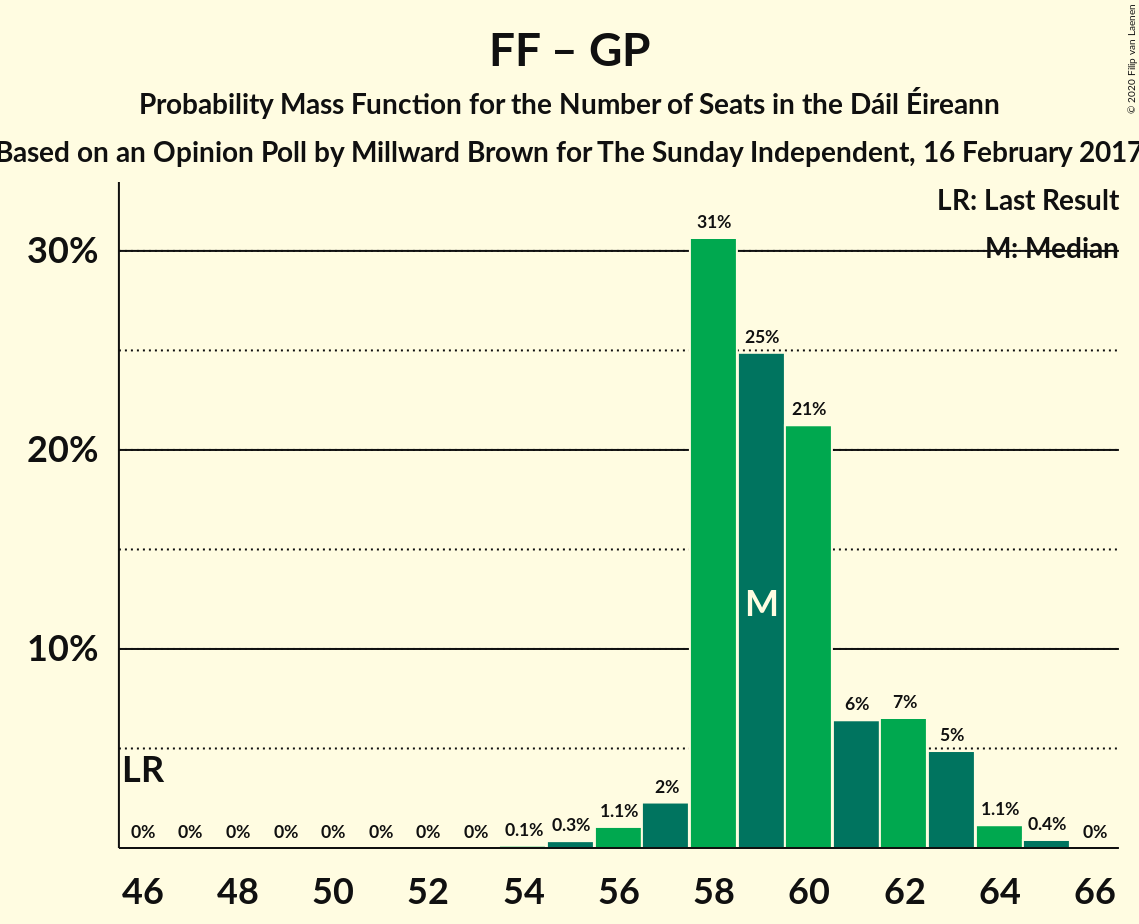 © 2020 Filip van Laenen
FF – GP
Probability Mass Function for the Number of Seats in the Dáil Éireann
Based on an Opinion Poll by Millward Brown for The Sunday Independent, 16 February 2017
LR: Last Result
M: Median
30%
20%
10%
31%
25%
21%
6%
7%
5%
2%
1.1%
0.3%
0.1%
1.1%
0.4%
0%
0% 0% 0% 0% 0% 0% 0% 0%
M
LR
46 48 50 52 54 56 58 60 62 64 66